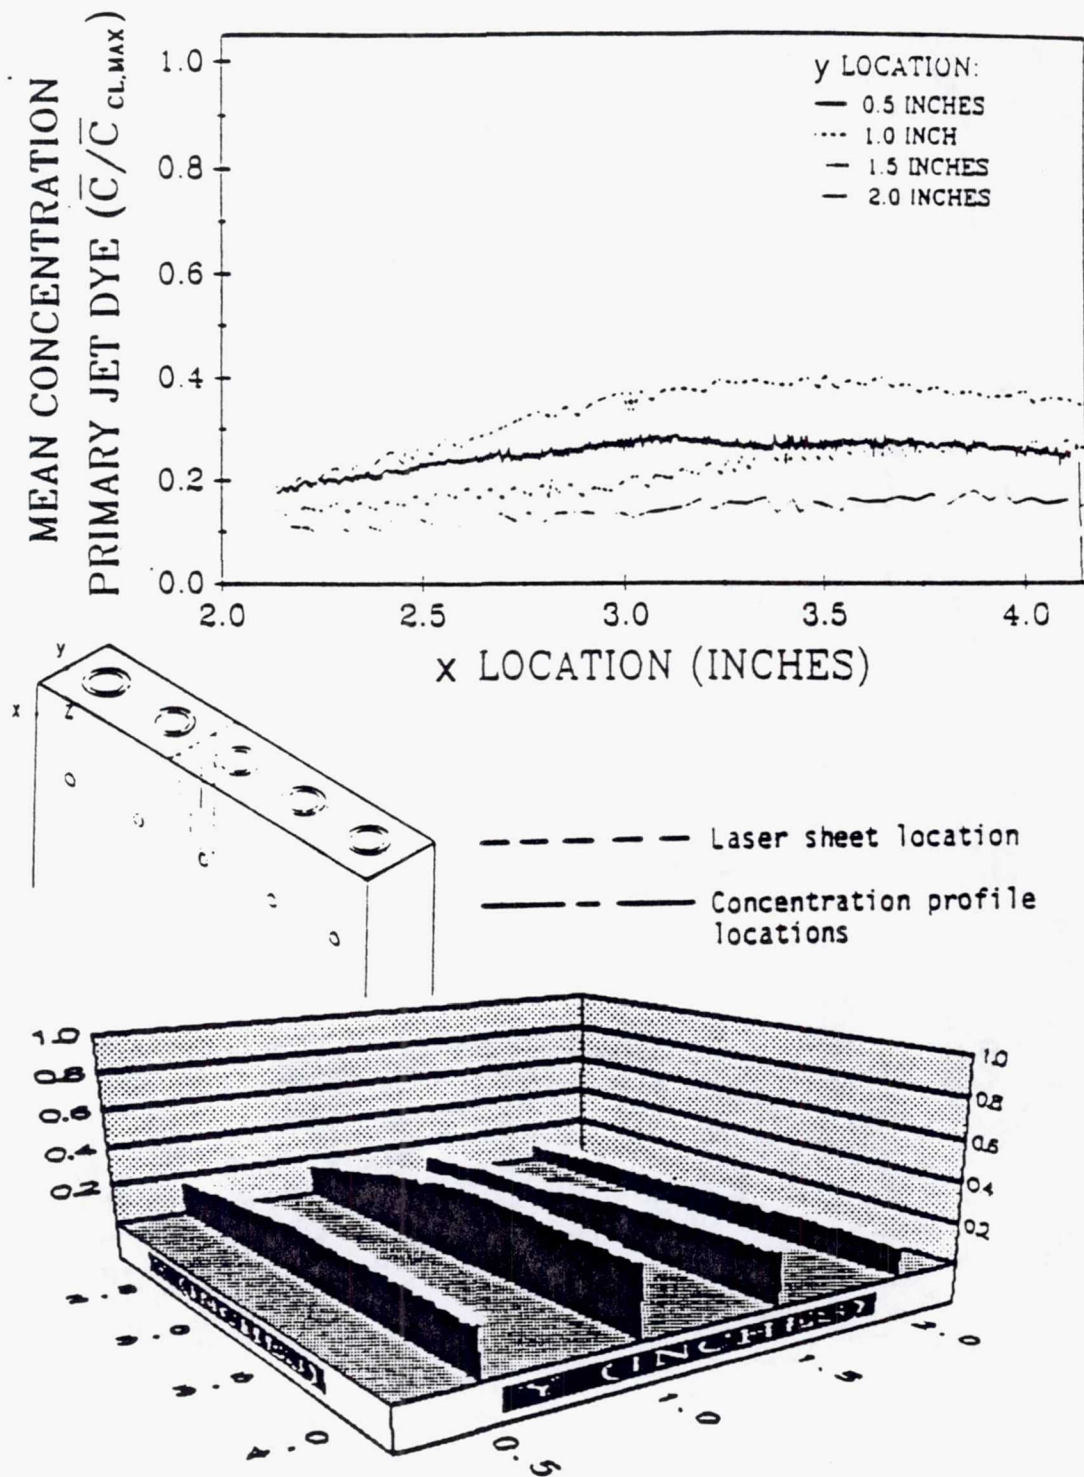 MEAN CONCENTRATION
PRIMARY JET DYE (C̅/C̅ CL,MAX)
1.0
0.8
0.6
0.4
0.2
0.0
y LOCATION:
0.5 INCHES
1.0 INCH
1.5 INCHES
2.0 INCHES
2.0
2.5
3.0
3.5
4.0
x LOCATION (INCHES)
y
x
z
Laser sheet location
Concentration profile
locations
1.0
0.8
0.6
0.4
0.2
1.0
0.8
0.6
0.4
0.2
(INCHES)
4.0
Y (INCHES)
0.5
1.0
1.5
2.0